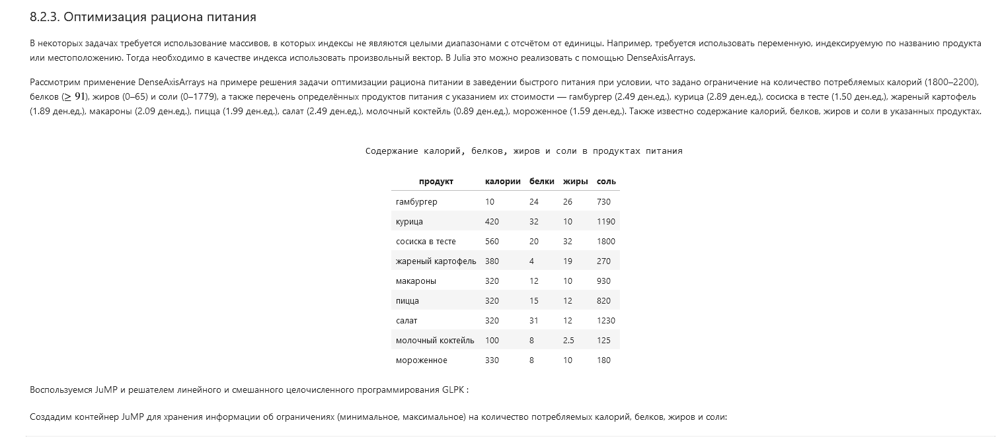 8.2.3. Оптимизация рациона питания
В некоторых задачах требуется использование массивов, в которых индексы не являются целыми диапазонами с отсчётом от единицы. Например, требуется использовать переменную, индексируемую по названию продукта
или местоположению. Тогда необходимо в качестве индекса использовать произвольный вектор. В Julia это можно реализовать с помощью DenseAxisArrays.
Рассмотрим применение DenseAxisArrays на примере решения задачи оптимизации рациона питании в заведении быстрого питания при условии, что задано ограничение на количество потребляемых калорий (1800–2200),
белков (≥ 91), жиров (0–65) и соли (0–1779), а также перечень определённых продуктов питания с указанием их стоимости — гамбургер (2.49 ден.ед.), курица (2.89 ден.ед.), сосиска в тесте (1.50 ден.ед.), жареный картофель
(1.89 ден.ед.), макароны (2.09 ден.ед.), пицца (1.99 ден.ед.), салат (2.49 ден.ед.), молочный коктейль (0.89 ден.ед.), мороженное (1.59 ден.ед.). Также известно содержание калорий, белков, жиров и соли в указанных продуктах.
Содержание калорий, белков, жиров и соли в продуктах питания
продукт калории белки жиры соль
гамбургер 10 24 26 730
курица 420 32 10 1190
сосиска в тесте 560 20 32 1800
жареный картофель 380 4 19 270
макароны 320 12 10 930
пицца 320 15 12 820
салат 320 31 12 1230
молочный коктейль 100 8 2.5 125
мороженное 330 8 10 180
Воспользуемся JuMP и решателем линейного и смешанного целочисленного программирования GLPK :
Создадим контейнер JuMP для хранения информации об ограничениях (минимальное, максимальное) на количество потребляемых калорий, белков, жиров и соли: